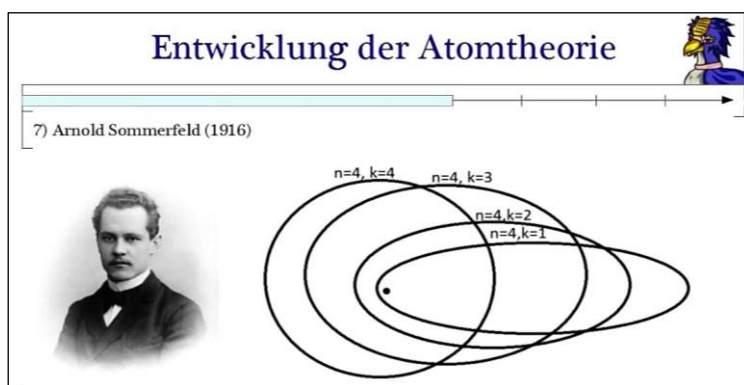 Entwicklung der Atomtheorie
7) Arnold Sommerfeld (1916)
n=4, k=4
n=4, k=3
n=4,k=2
n=4,k=1